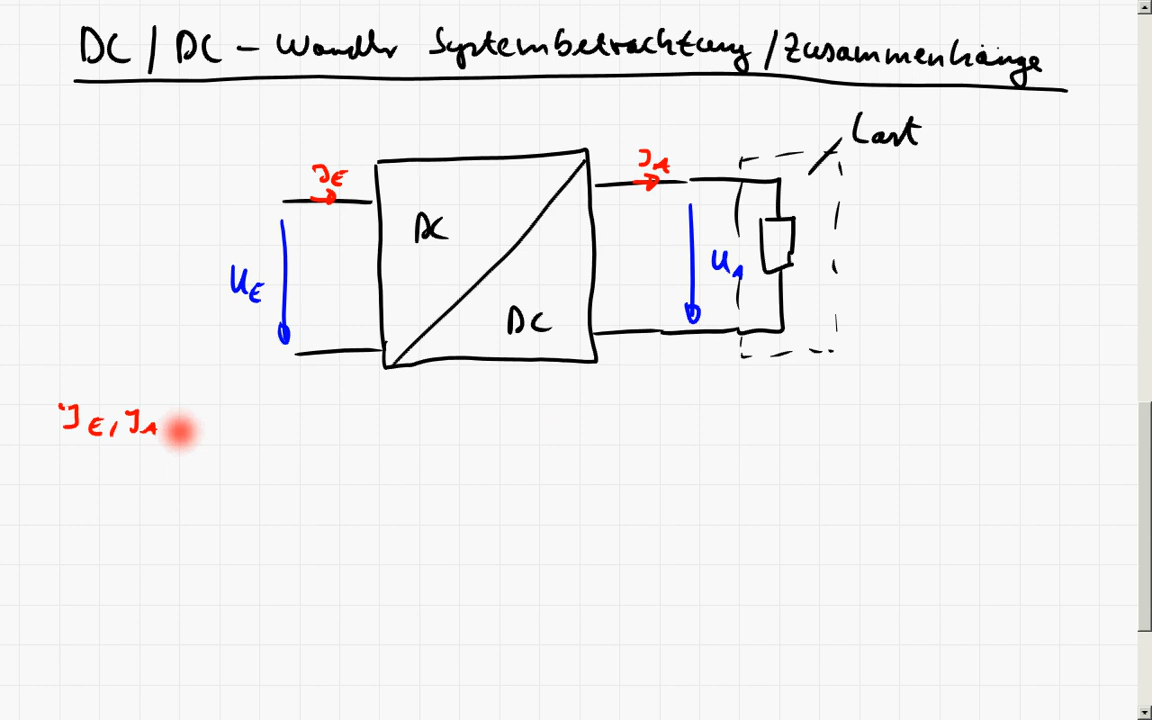 DC / DC - Wandler Systembetrachtung / Zusammenhänge
Last
I_E
I_A
DC
U_E
U_A
DC
I_E, I_A